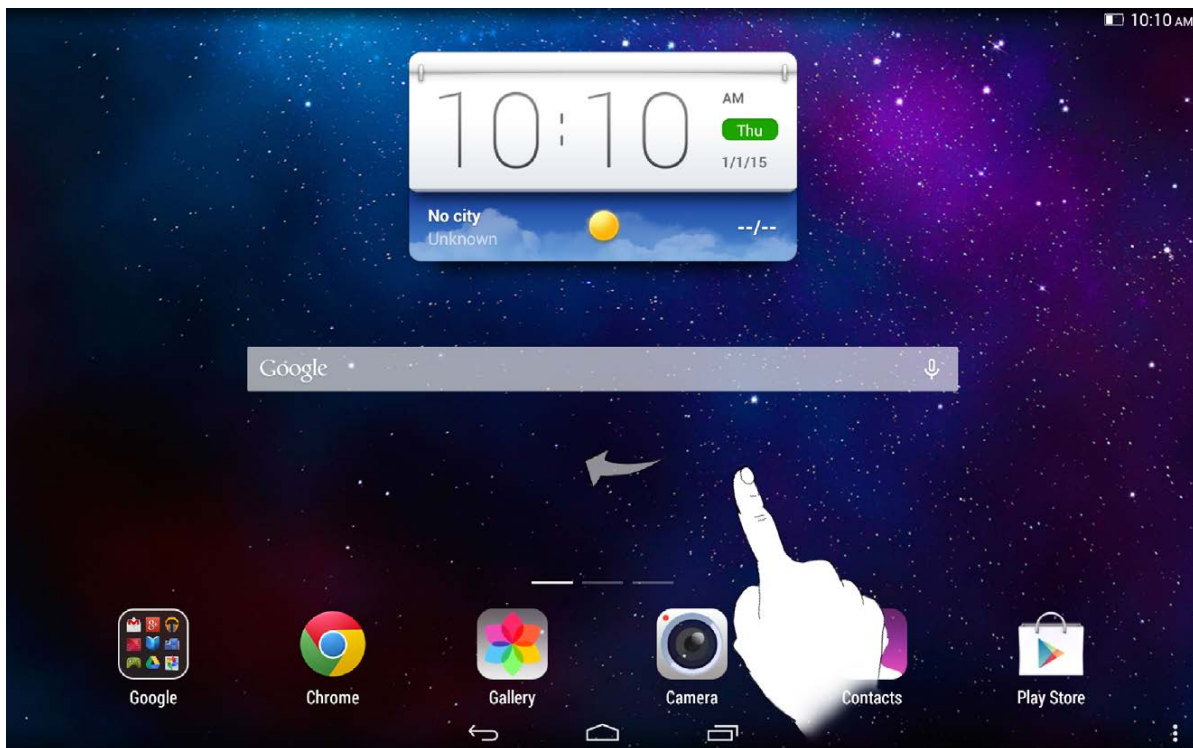 10:10 AM
10:10
AM
Thu
1/1/15
No city
Unknown
--/--
Google
Google
Chrome
Gallery
Camera
Contacts
Play Store